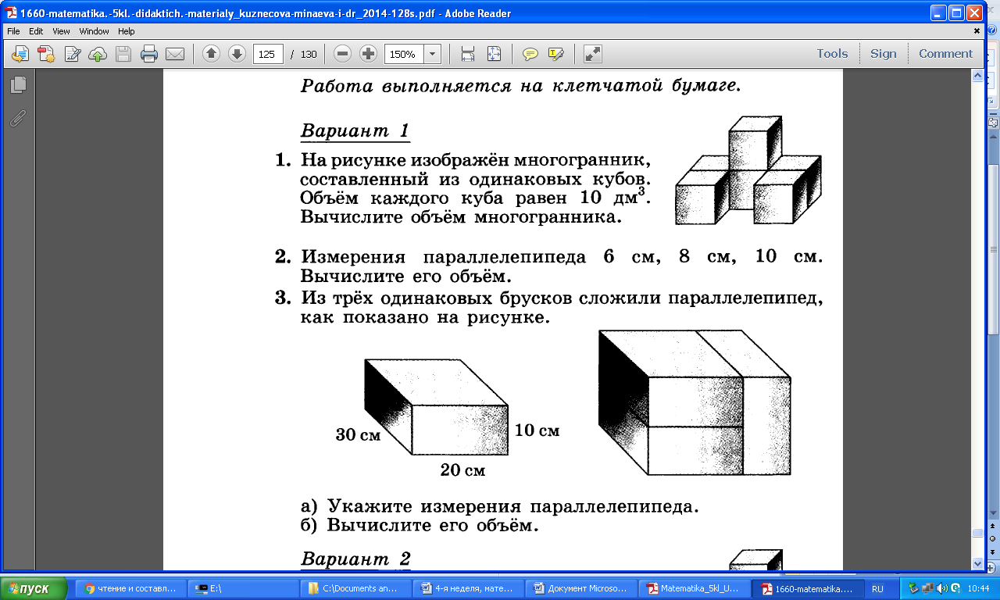 1660-matematika.-5kl.-didaktich.-materialy_kuznecova-minaeva-i-dr_2014-128s.pdf - Adobe Reader
File Edit View Window Help
125 / 130 150% Tools Sign Comment
Работа выполняется на клетчатой бумаге.
Вариант 1
1. На рисунке изображён многогранник,
составленный из одинаковых кубов.
Объём каждого куба равен 10 дм³.
Вычислите объём многогранника.
2. Измерения параллелепипеда 6 см, 8 см, 10 см.
Вычислите его объём.
3. Из трёх одинаковых брусков сложили параллелепипед,
как показано на рисунке.
30 см
10 см
20 см
а) Укажите измерения параллелепипеда.
б) Вычислите его объём.
Вариант 2
пуск чтение и составл... E:\ C:\Documents an... 4-я неделя, мате... Документ Microso... Matematika_5kl_U... 1660-matematika.... RU 10:44